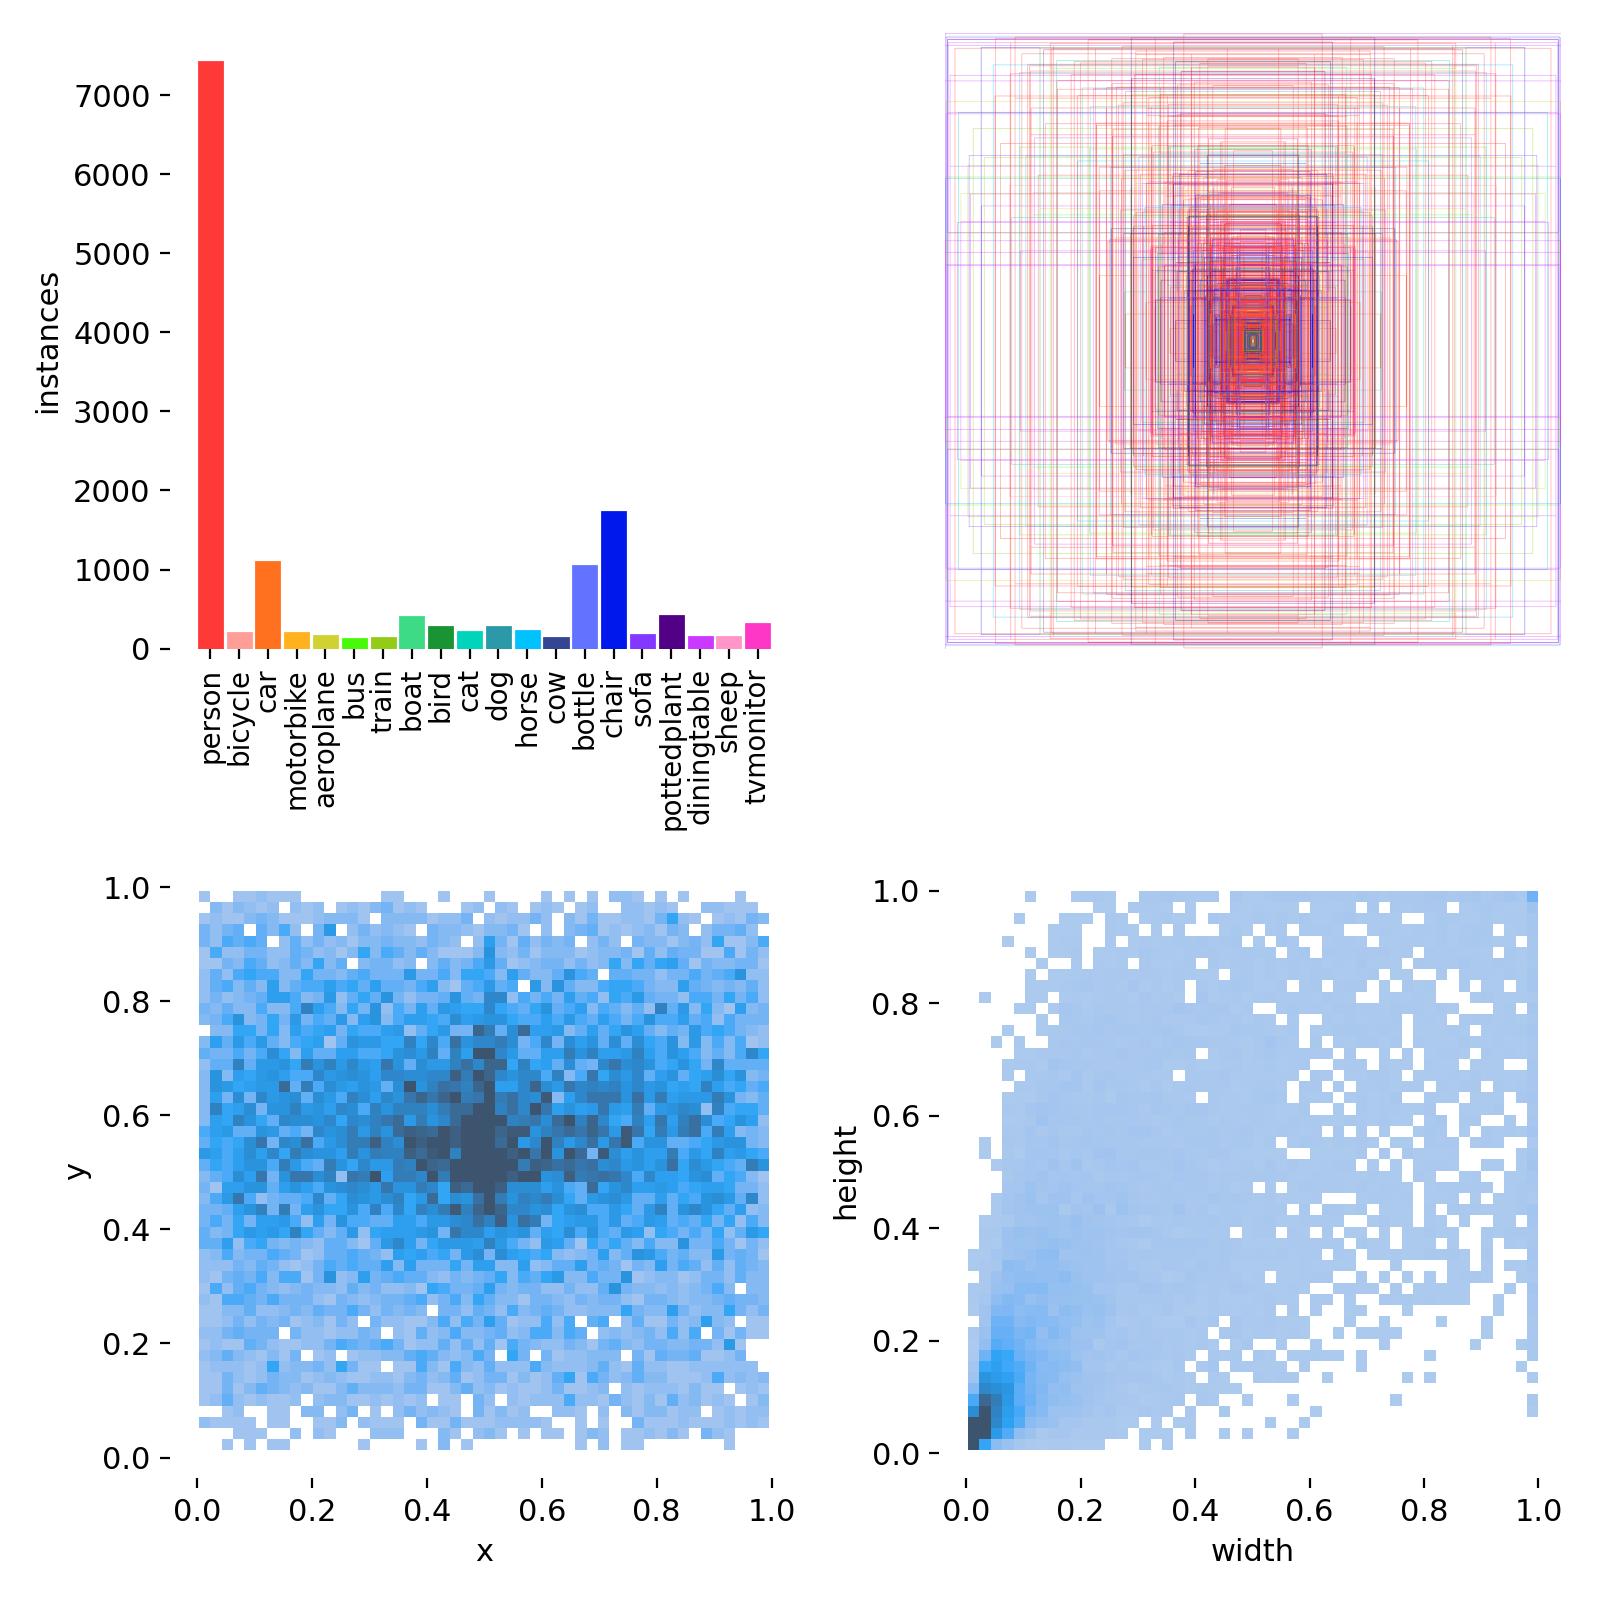 instances
7000
6000
5000
4000
3000
2000
1000
0
person
bicycle
car
motorbike
aeroplane
bus
train
boat
bird
cat
dog
horse
cow
bottle
chair
sofa
pottedplant
diningtable
sheep
tvmonitor
y
1.0
0.8
0.6
0.4
0.2
0.0
0.0 0.2 0.4 0.6 0.8 1.0
x
height
1.0
0.8
0.6
0.4
0.2
0.0
0.0 0.2 0.4 0.6 0.8 1.0
width